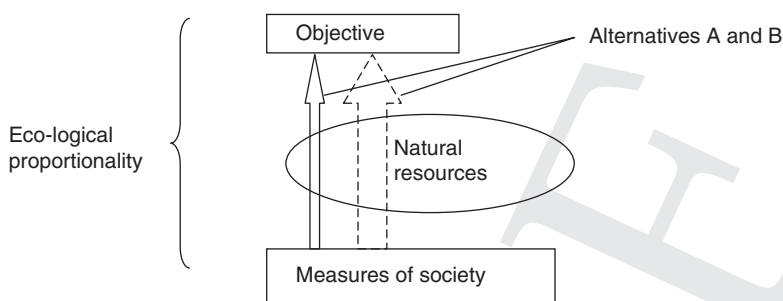 Objective
Alternatives A and B
Eco-logical
proportionality
Natural
resources
Measures of society